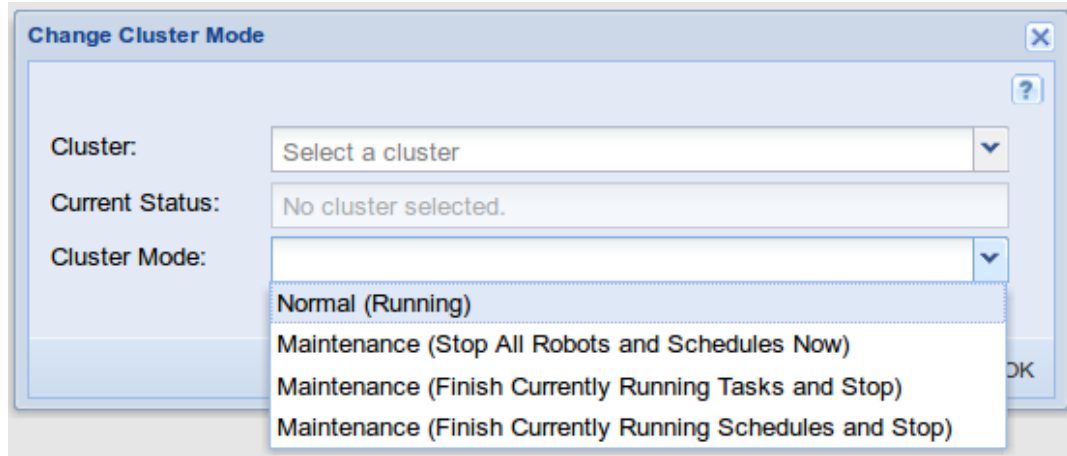 Change Cluster Mode
?
Cluster: Select a cluster
Current Status: No cluster selected.
Cluster Mode:
Normal (Running)
Maintenance (Stop All Robots and Schedules Now)
OK
Maintenance (Finish Currently Running Tasks and Stop)
Maintenance (Finish Currently Running Schedules and Stop)